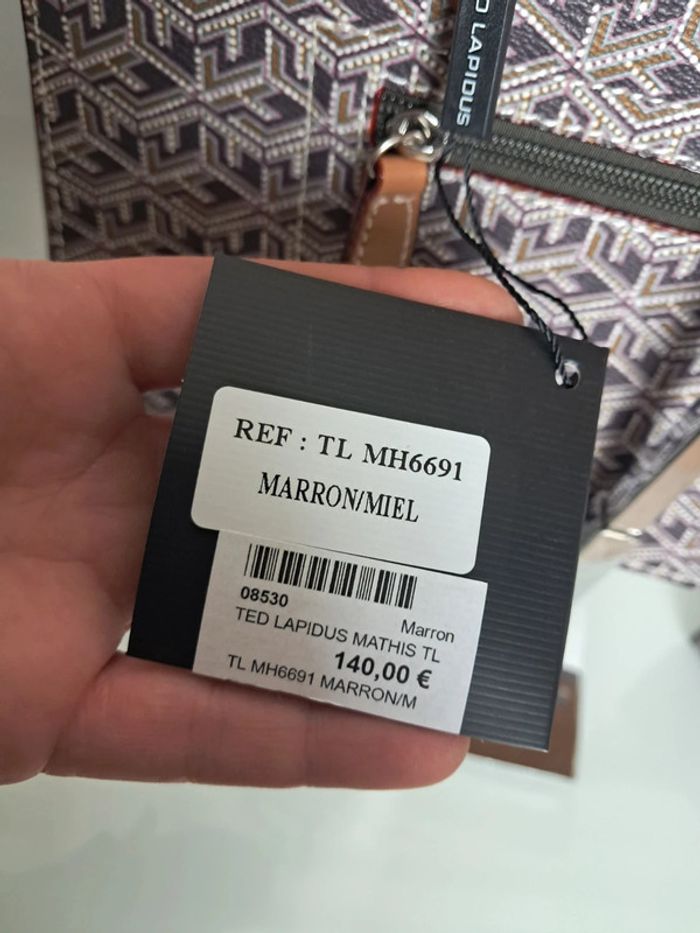 D LAPIDUS
REF : TL MH6691
MARRON/MIEL
08530
Marron
TED LAPIDUS MATHIS TL
140,00 €
TL MH6691 MARRON/M